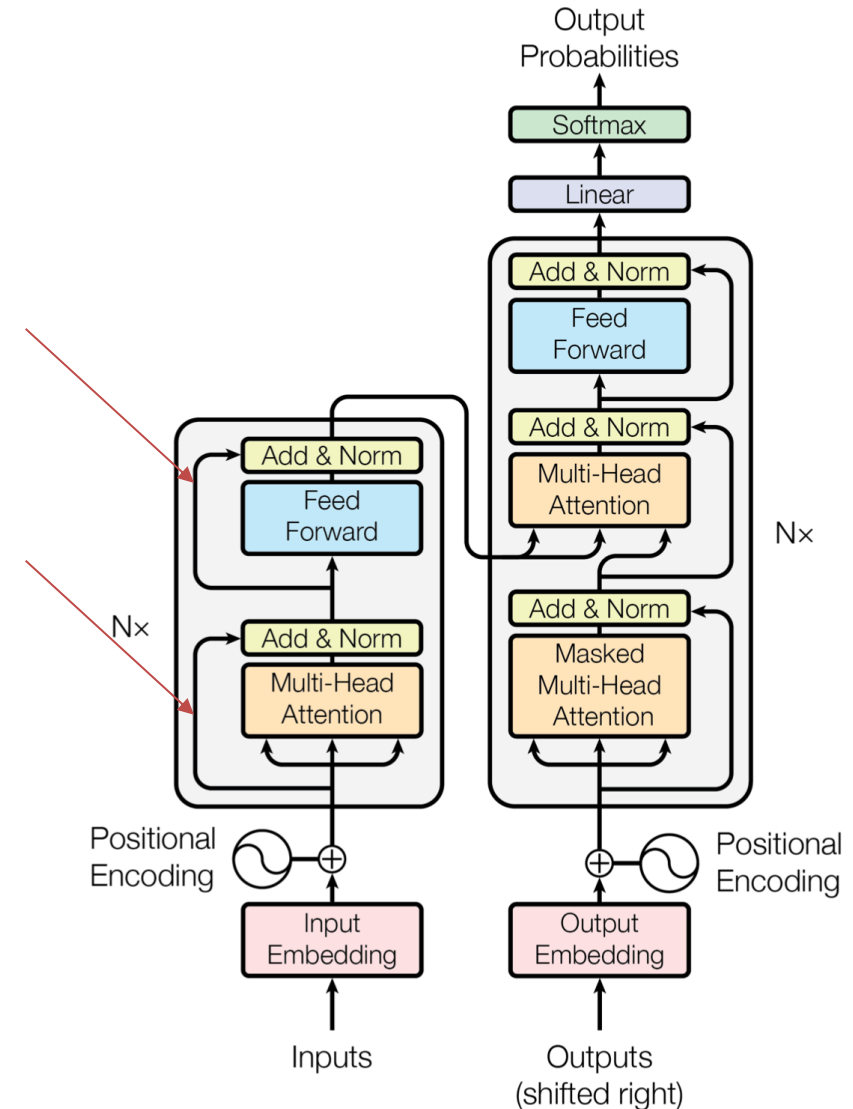 Output
Probabilities
Softmax
Linear
Add & Norm
Feed
Forward
Add & Norm
Multi-Head
Attention
Add & Norm
Feed
Forward
N×
N×
Add & Norm
Masked
Multi-Head
Attention
Add & Norm
Multi-Head
Attention
Positional
Encoding
Positional
Encoding
Input
Embedding
Output
Embedding
Inputs
Outputs
(shifted right)